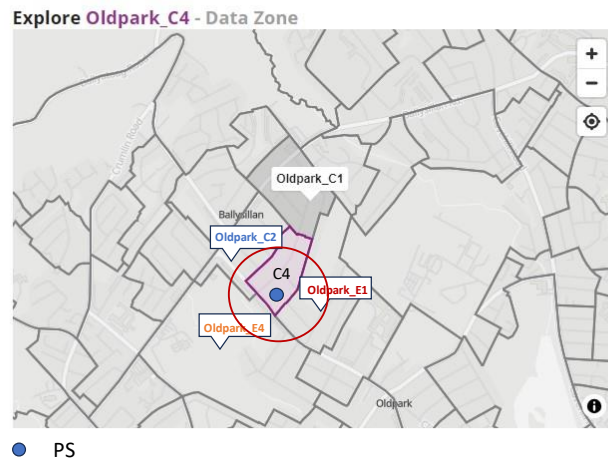 Explore Oldpark_C4 - Data Zone
+
−
Crumlin Road
Oldpark_C1
Ballysillan
Oldpark_C2
C4
Oldpark_E1
Oldpark_E4
Oldpark
PS